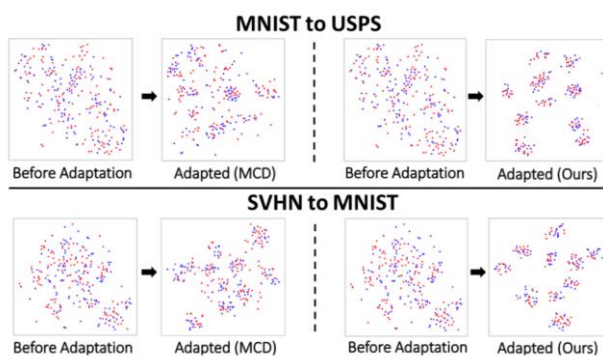 MNIST to USPS
Before Adaptation Adapted (MCD) Before Adaptation Adapted (Ours)
SVHN to MNIST
Before Adaptation Adapted (MCD) Before Adaptation Adapted (Ours)